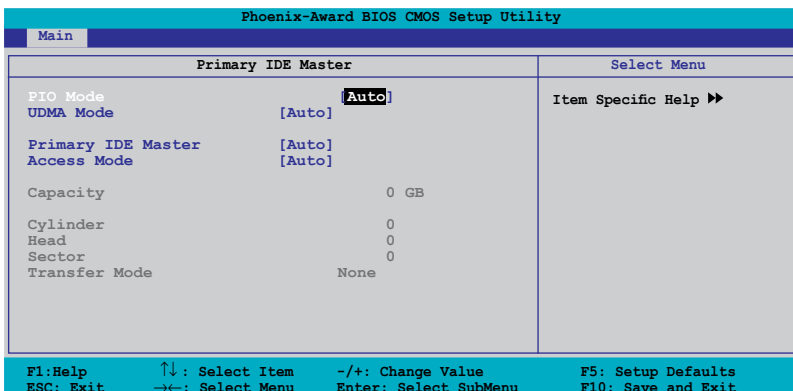 Phoenix-Award BIOS CMOS Setup Utility
Main
Primary IDE Master
Select Menu
PIO Mode [Auto]
Item Specific Help ▶▶
UDMA Mode [Auto]
Primary IDE Master [Auto]
Access Mode [Auto]
Capacity 0 GB
Cylinder 0
Head 0
Sector 0
Transfer Mode None
F1:Help ↑↓: Select Item -/+: Change Value F5: Setup Defaults
ESC: Exit →←: Select Menu Enter: Select SubMenu F10: Save and Exit